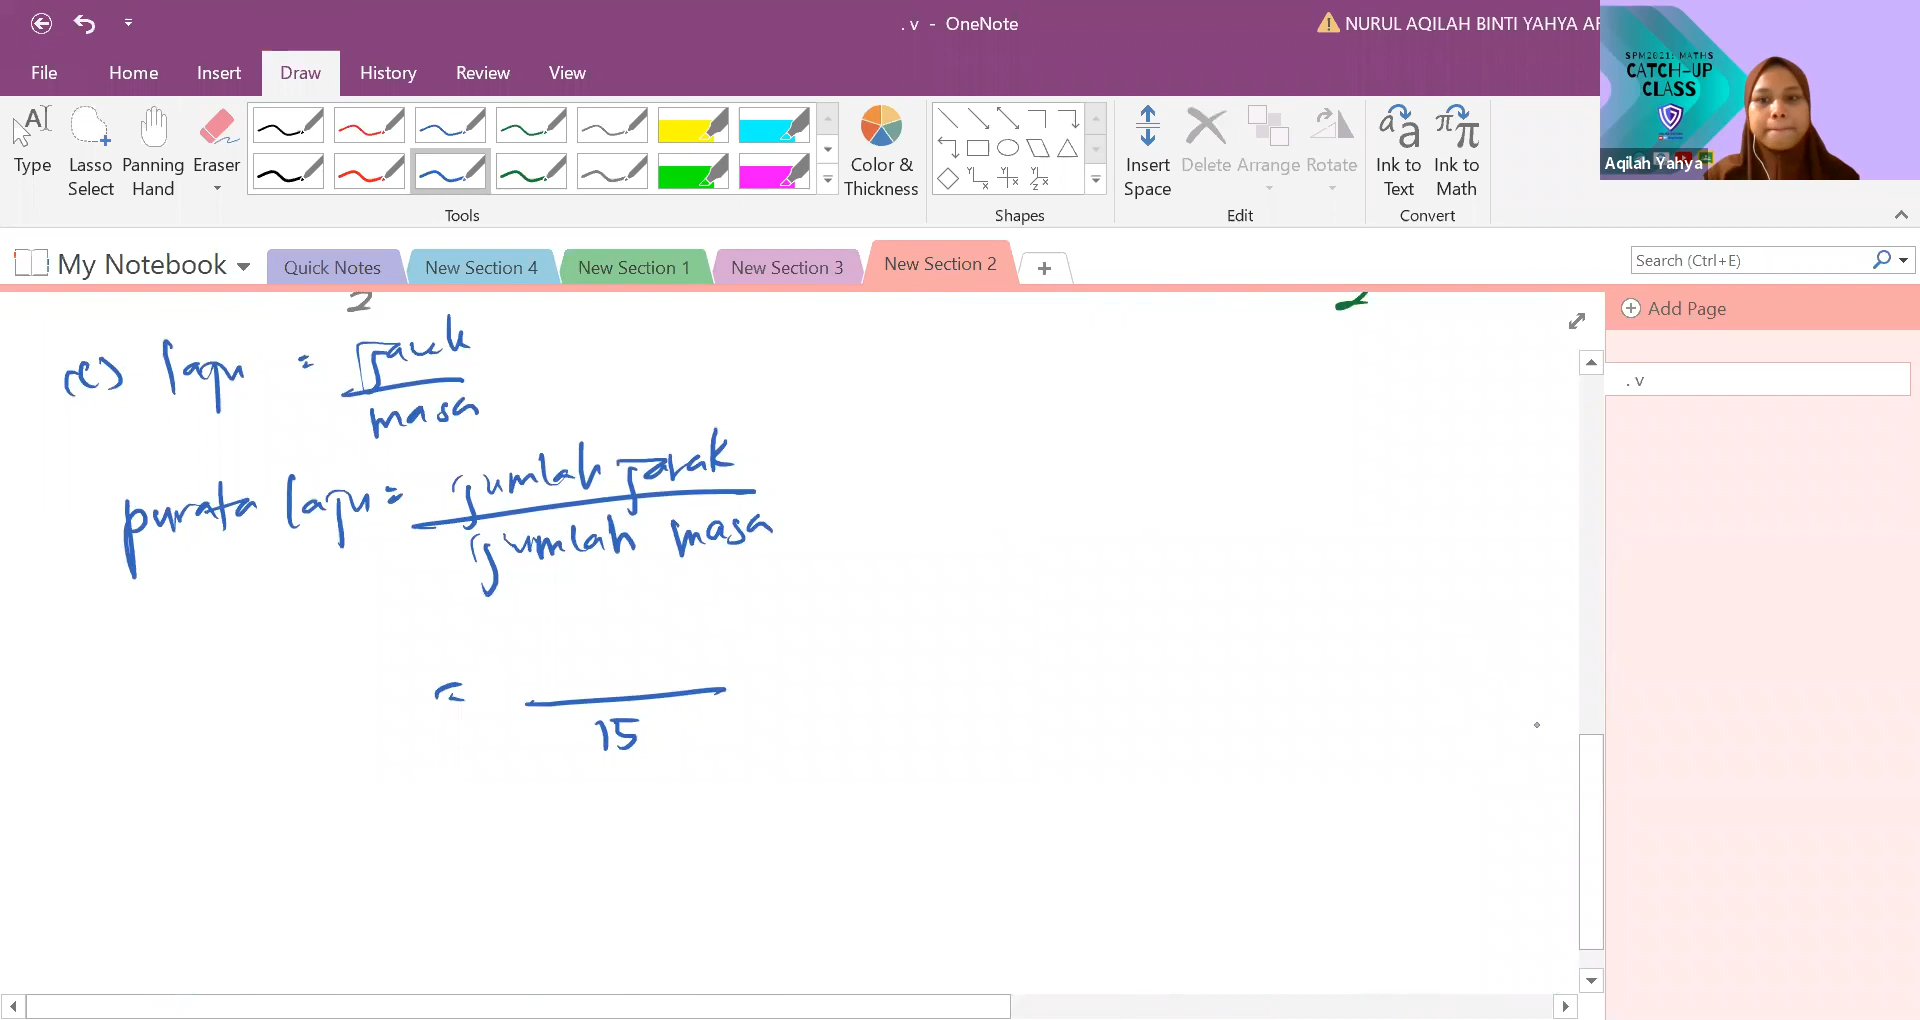 . v - OneNote
NURUL AQILAH BINTI YAHYA AF
File Home Insert Draw History Review View
SPM2021: MATHS
CATCH-UP
CLASS
Aqilah Yahya
Type
Lasso Select
Panning Hand
Eraser
Color & Thickness
Insert Space
Delete
Arrange
Rotate
Ink to Text
Ink to Math
Tools Shapes Edit Convert
My Notebook Quick Notes New Section 4 New Section 1 New Section 3 New Section 2
Search (Ctrl+E)
Add Page
. v
2
2
(c) laju = jarak
masa
purata laju = jumlah jarak
jumlah masa
=
15